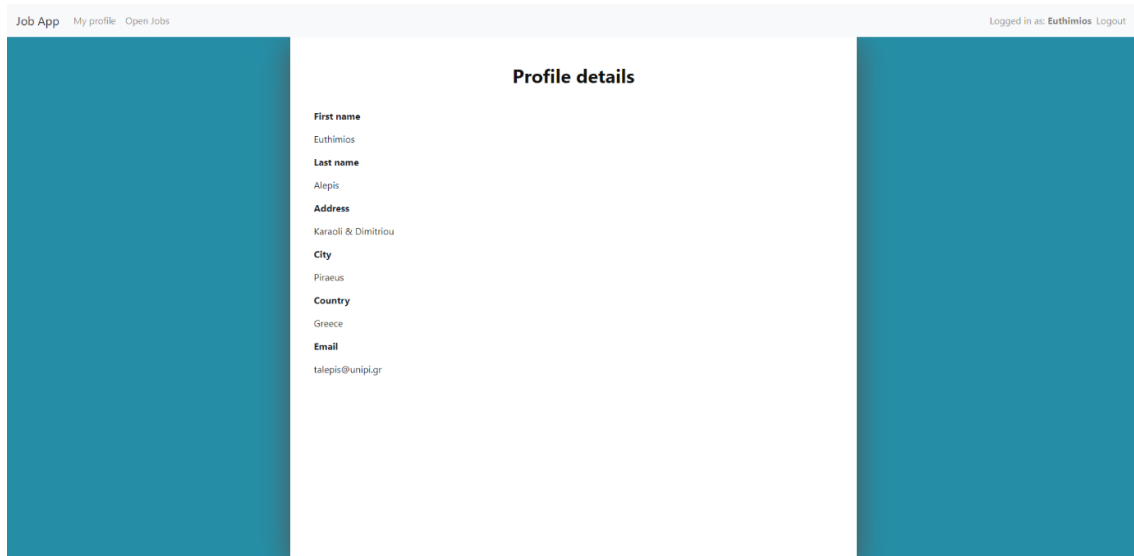 Job App My profile Open Jobs Logged in as: Euthimios Logout
Profile details
First name
Euthimios
Last name
Alepis
Address
Karaoli & Dimitriou
City
Piraeus
Country
Greece
Email
talepis@unipi.gr